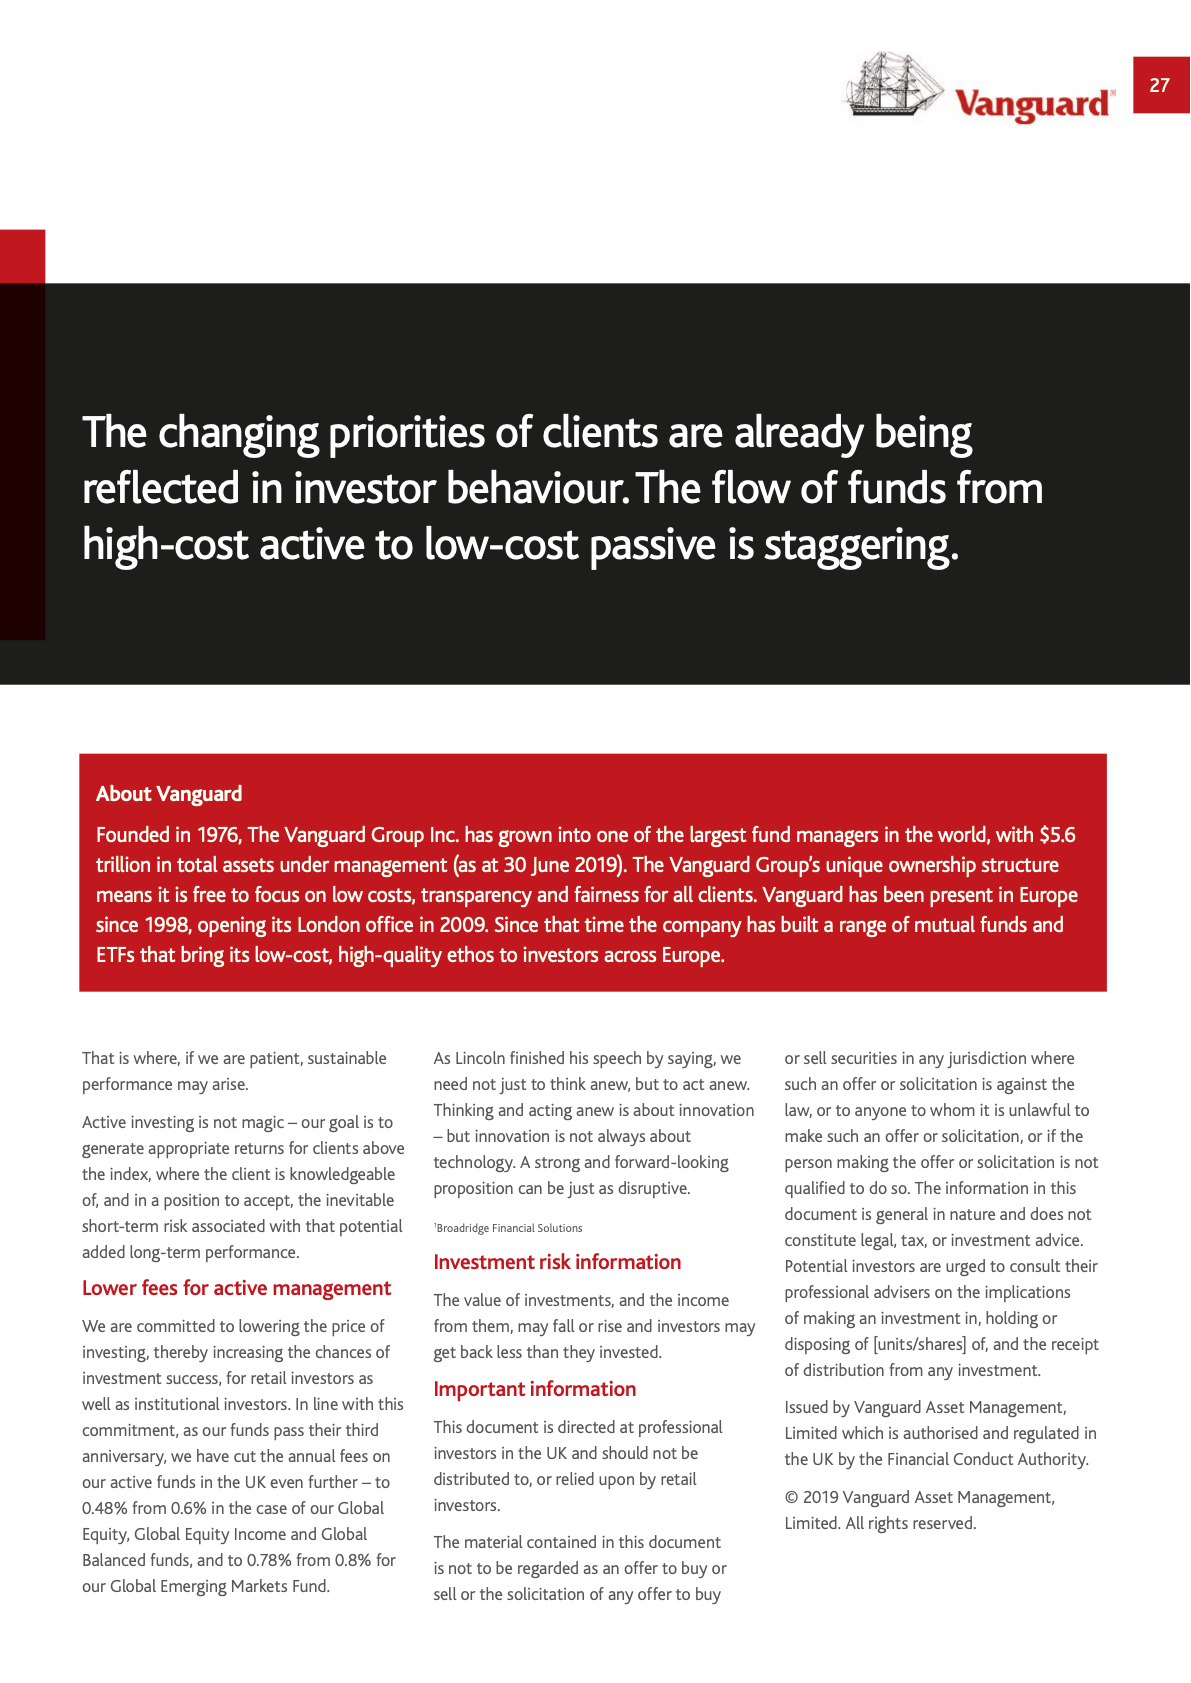 Vanguard®
27
The changing priorities of clients are already being
reflected in investor behaviour. The flow of funds from
high-cost active to low-cost passive is staggering.
About Vanguard
Founded in 1976, The Vanguard Group Inc. has grown into one of the largest fund managers in the world, with $5.6
trillion in total assets under management (as at 30 June 2019). The Vanguard Group's unique ownership structure
means it is free to focus on low costs, transparency and fairness for all clients. Vanguard has been present in Europe
since 1998, opening its London office in 2009. Since that time the company has built a range of mutual funds and
ETFs that bring its low-cost, high-quality ethos to investors across Europe.
That is where, if we are patient, sustainable
performance may arise.
Active investing is not magic – our goal is to
generate appropriate returns for clients above
the index, where the client is knowledgeable
of, and in a position to accept, the inevitable
short-term risk associated with that potential
added long-term performance.
Lower fees for active management
We are committed to lowering the price of
investing, thereby increasing the chances of
investment success, for retail investors as
well as institutional investors. In line with this
commitment, as our funds pass their third
anniversary, we have cut the annual fees on
our active funds in the UK even further – to
0.48% from 0.6% in the case of our Global
Equity, Global Equity Income and Global
Balanced funds, and to 0.78% from 0.8% for
our Global Emerging Markets Fund.
As Lincoln finished his speech by saying, we
need not just to think anew, but to act anew.
Thinking and acting anew is about innovation
– but innovation is not always about
technology. A strong and forward-looking
proposition can be just as disruptive.
¹Broadridge Financial Solutions
Investment risk information
The value of investments, and the income
from them, may fall or rise and investors may
get back less than they invested.
Important information
This document is directed at professional
investors in the UK and should not be
distributed to, or relied upon by retail
investors.
The material contained in this document
is not to be regarded as an offer to buy or
sell or the solicitation of any offer to buy
or sell securities in any jurisdiction where
such an offer or solicitation is against the
law, or to anyone to whom it is unlawful to
make such an offer or solicitation, or if the
person making the offer or solicitation is not
qualified to do so. The information in this
document is general in nature and does not
constitute legal, tax, or investment advice.
Potential investors are urged to consult their
professional advisers on the implications
of making an investment in, holding or
disposing of [units/shares] of, and the receipt
of distribution from any investment.
Issued by Vanguard Asset Management,
Limited which is authorised and regulated in
the UK by the Financial Conduct Authority.
© 2019 Vanguard Asset Management,
Limited. All rights reserved.